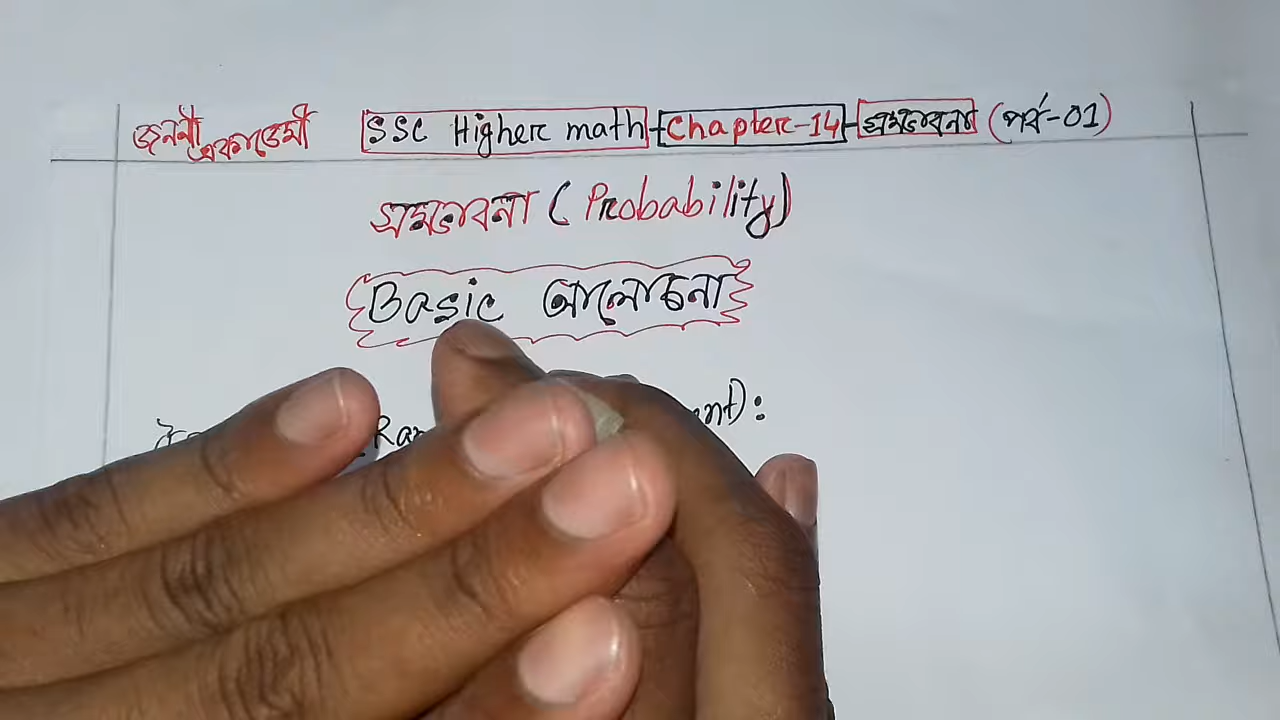 জননী একাডেমী SSC Higher math-Chapter-14-সম্ভাবনা (পর্ব-01)
সম্ভাবনা (Probability)
Basic আলোচনা